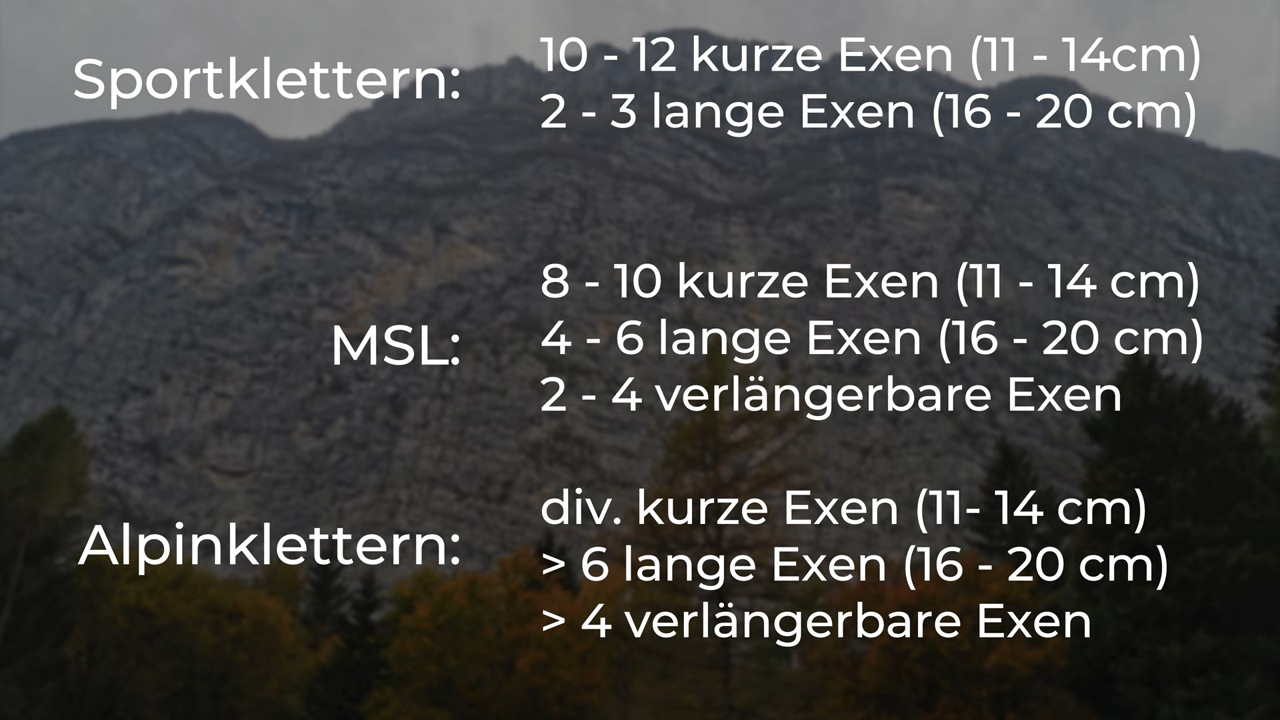 Sportklettern:
10 - 12 kurze Exen (11 - 14cm)
2 - 3 lange Exen (16 - 20 cm)
MSL:
8 - 10 kurze Exen (11 - 14 cm)
4 - 6 lange Exen (16 - 20 cm)
2 - 4 verlängerbare Exen
Alpinklettern:
div. kurze Exen (11- 14 cm)
> 6 lange Exen (16 - 20 cm)
> 4 verlängerbare Exen